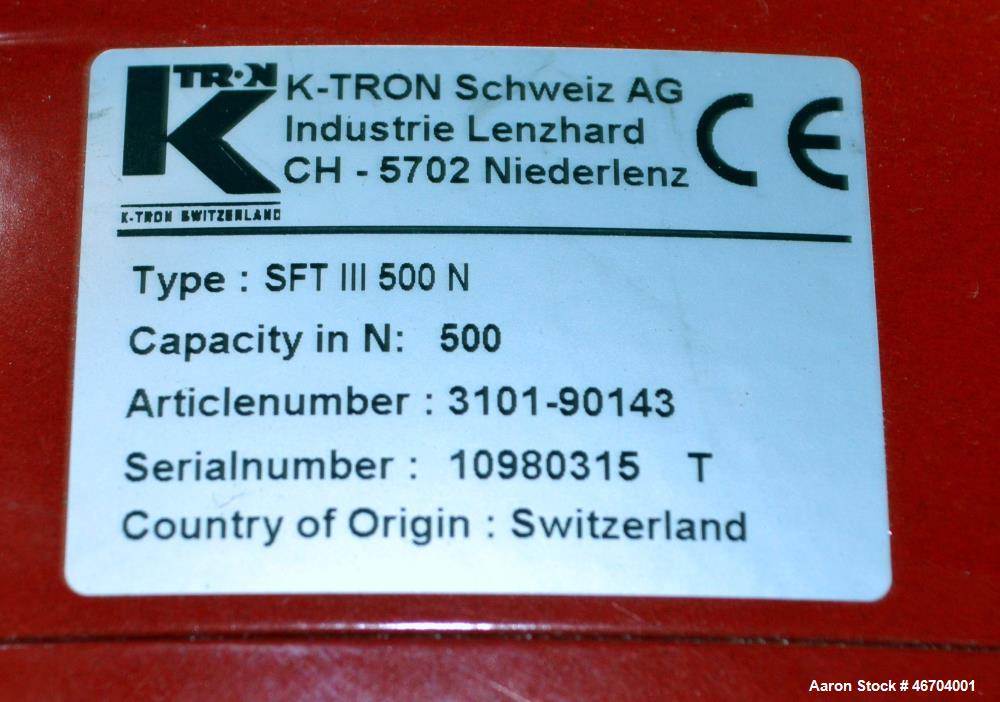 K-TRON
K-TRON Schweiz AG
Industrie Lenzhard
CH - 5702 Niederlenz
CE
K-TRON SWITZERLAND
Type : SFT III 500 N
Capacity in N: 500
Articlenumber : 3101-90143
Serialnumber : 10980315 T
Country of Origin : Switzerland
Aaron Stock # 46704001